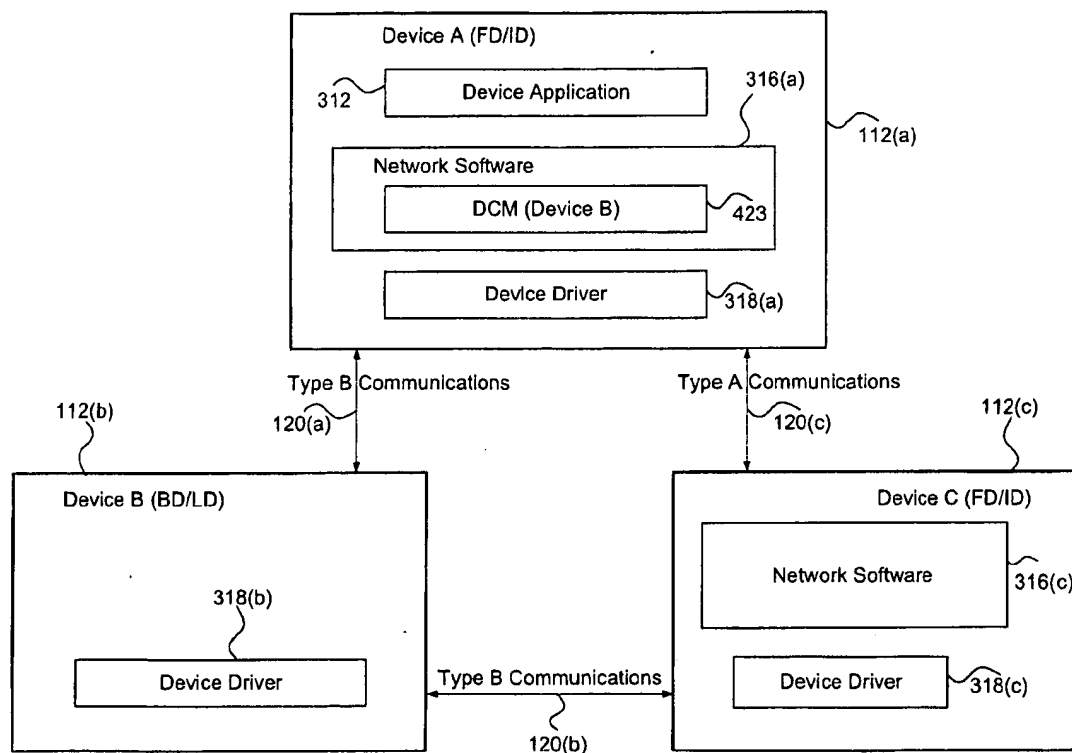 Device A (FD/ID)
312
Device Application
316(a)
112(a)
Network Software
DCM (Device B)
423
Device Driver
318(a)
Type B Communications
120(a)
Type A Communications
120(c)
112(b)
112(c)
Device B (BD/LD)
Device C (FD/ID)
Network Software
316(c)
318(b)
Device Driver
Device Driver
318(c)
Type B Communications
120(b)